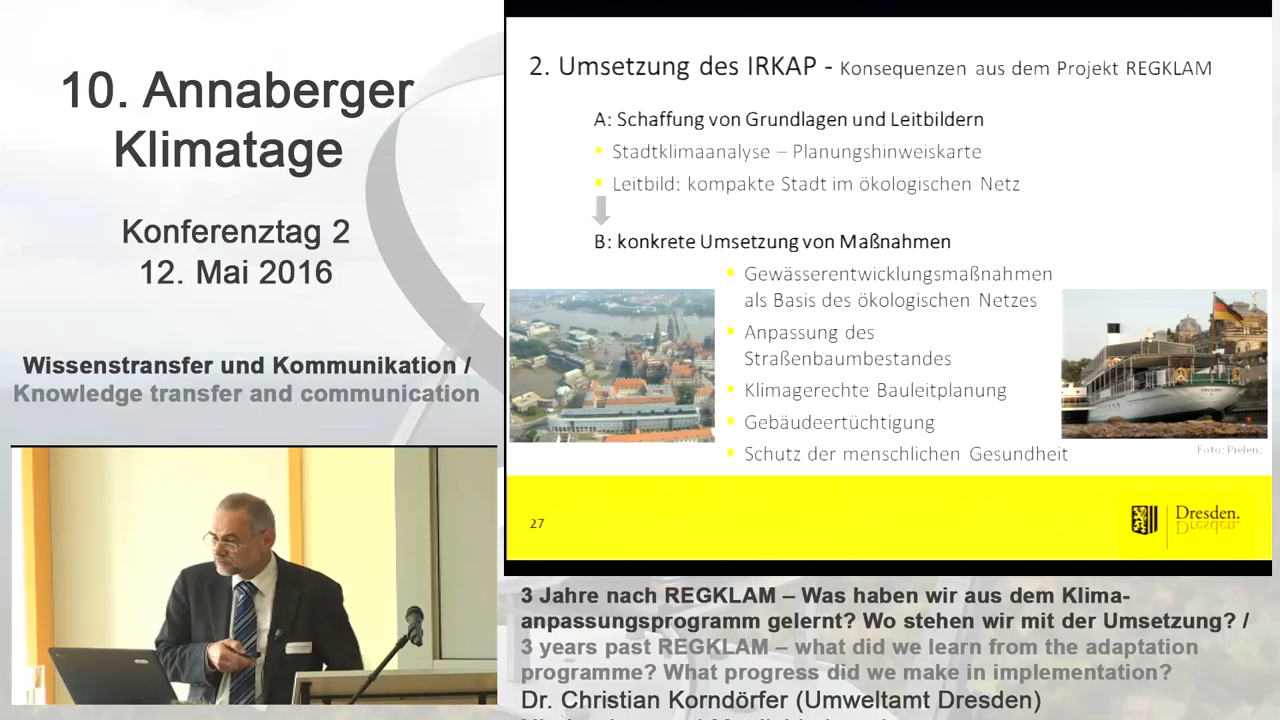 10. Annaberger
Klimatage
Konferenztag 2
12. Mai 2016
Wissenstransfer und Kommunikation /
Knowledge transfer and communication
2. Umsetzung des IRKAP - Konsequenzen aus dem Projekt REGKLAM
A: Schaffung von Grundlagen und Leitbildern
Stadtklimaanalyse – Planungshinweiskarte
Leitbild: kompakte Stadt im ökologischen Netz
B: konkrete Umsetzung von Maßnahmen
Gewässerentwicklungsmaßnahmen
als Basis des ökologischen Netzes
Anpassung des
Straßenbaumbestandes
Klimagerechte Bauleitplanung
Gebäudeertüchtigung
Schutz der menschlichen Gesundheit
Foto: Pielenz
27
Dresden.
Dresden.
3 Jahre nach REGKLAM – Was haben wir aus dem Klima-
anpassungsprogramm gelernt? Wo stehen wir mit der Umsetzung? /
3 years past REGKLAM – what did we learn from the adaptation
programme? What progress did we make in implementation?
Dr. Christian Korndörfer (Umweltamt Dresden)